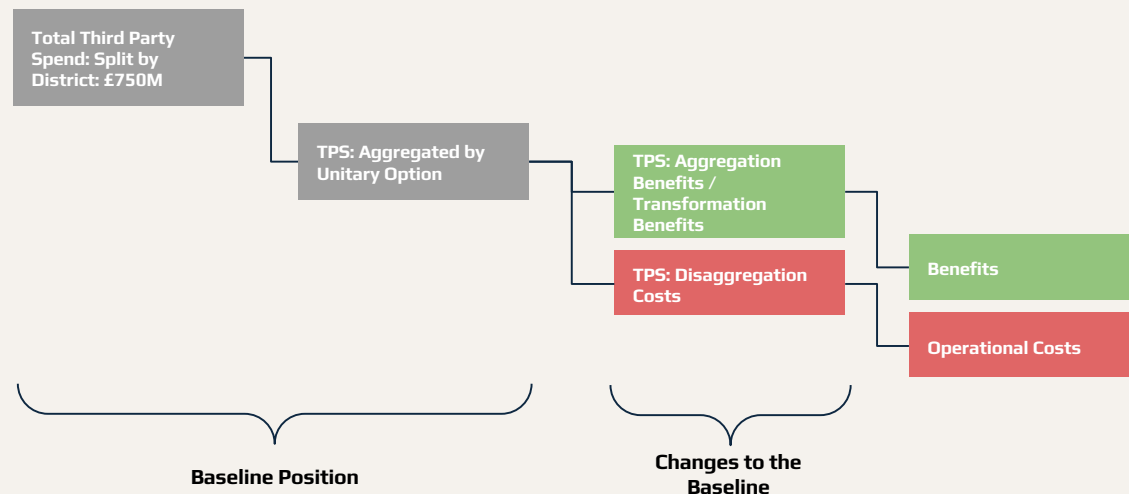 Total Third Party
Spend: Split by
District: £750M
TPS: Aggregated by
Unitary Option
TPS: Aggregation
Benefits /
Transformation
Benefits
TPS: Disaggregation
Costs
Benefits
Operational Costs
Baseline Position
Changes to the
Baseline